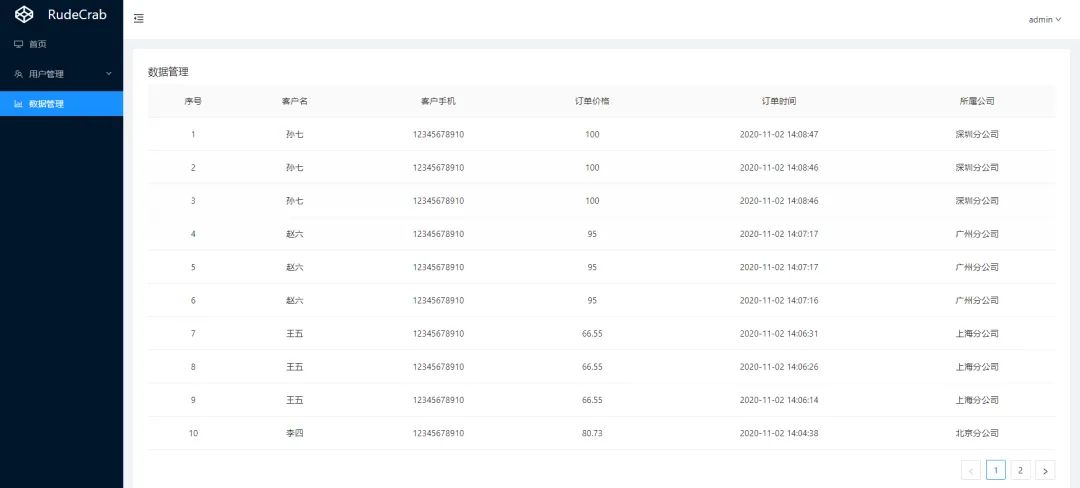 RudeCrab
admin
首页
用户管理
数据管理
数据管理
序号 客户名 客户手机 订单价格 订单时间 所属公司
1 孙七 12345678910 100 2020-11-02 14:08:47 深圳分公司
2 孙七 12345678910 100 2020-11-02 14:08:46 深圳分公司
3 孙七 12345678910 100 2020-11-02 14:08:46 深圳分公司
4 赵六 12345678910 95 2020-11-02 14:07:17 广州分公司
5 赵六 12345678910 95 2020-11-02 14:07:17 广州分公司
6 赵六 12345678910 95 2020-11-02 14:07:16 广州分公司
7 王五 12345678910 66.55 2020-11-02 14:06:31 上海分公司
8 王五 12345678910 66.55 2020-11-02 14:06:26 上海分公司
9 王五 12345678910 66.55 2020-11-02 14:06:14 上海分公司
10 李四 12345678910 80.73 2020-11-02 14:04:38 北京分公司
< 1 2 >